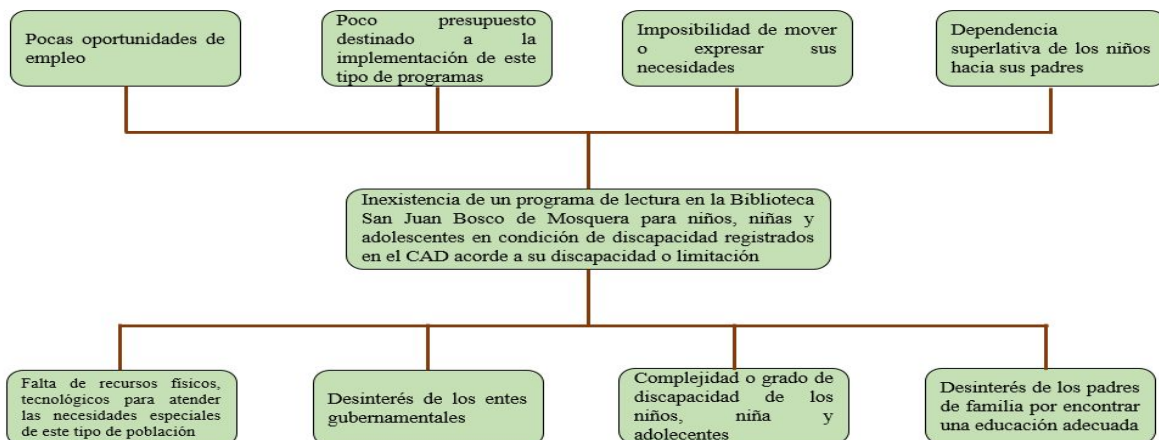 Pocas oportunidades de
empleo
Poco presupuesto
destinado a la
implementación de este
tipo de programas
Imposibilidad de mover
o expresar sus
necesidades
Dependencia
superlativa de los niños
hacia sus padres
Inexistencia de un programa de lectura en la Biblioteca
San Juan Bosco de Mosquera para niños, niñas y
adolescentes en condición de discapacidad registrados
en el CAD acorde a su discapacidad o limitación
Falta de recursos físicos,
tecnológicos para atender
las necesidades especiales
de este tipo de población
Desinterés de los entes
gubernamentales
Complejidad o grado de
discapacidad de los
niños, niña y
adolecentes
Desinterés de los padres
de familia por encontrar
una educación adecuada